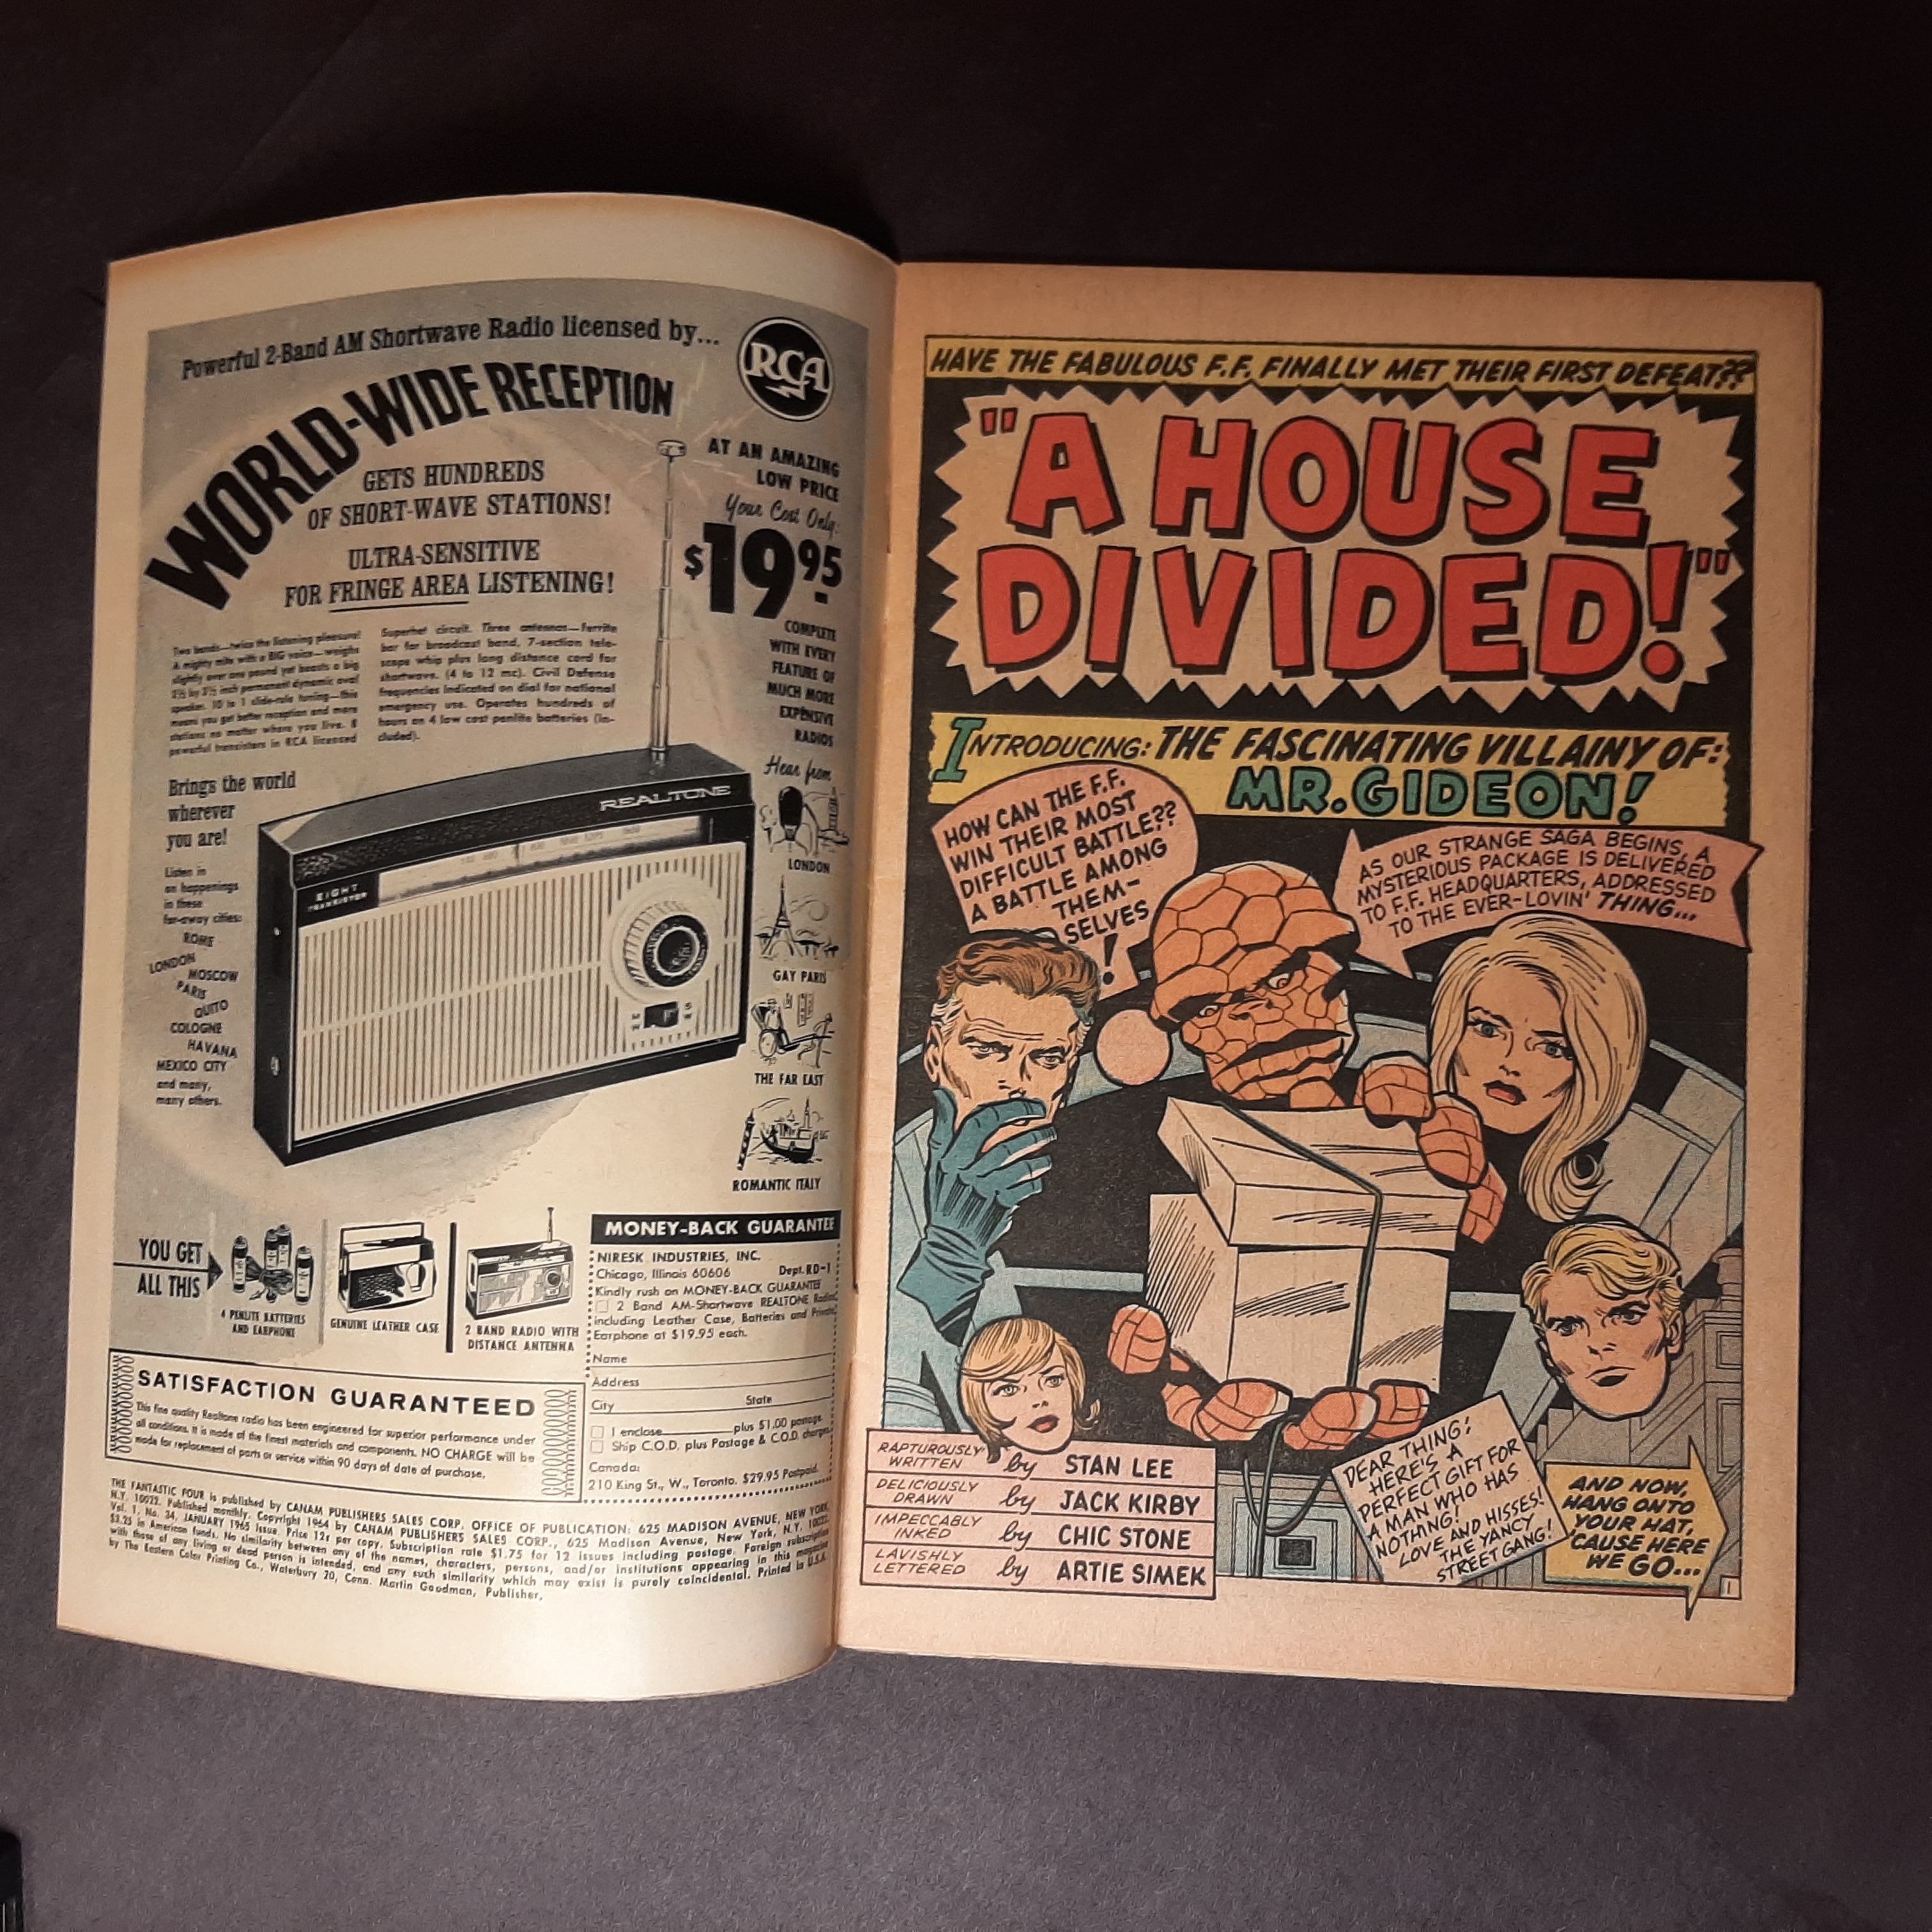 Powerful 2-Band AM Shortwave Radio licensed by...
RCA
WORLD-WIDE RECEPTION
GETS HUNDREDS
OF SHORT-WAVE STATIONS!
ULTRA-SENSITIVE
FOR FRINGE AREA LISTENING!
AT AN AMAZING
LOW PRICE
Your Cost Only:
$19.95
COMPLETE
WITH EVERY
FEATURE OF
MUCH MORE
EXPENSIVE
RADIOS
Two bands—twice the listening pleasure!
A mighty mite with a BIG voice—weighs
slightly over one pound yet boasts a big
2½ by 3½ inch permanent dynamic oval
speaker. 10 to 1 slide-rule tuning—this
means you get better reception and more
stations no matter where you live. 8
powerful transistors in RCA licensed
Superhet circuit. Three antennas—ferrite
bar for broadcast band, 7-section tele-
scope whip plus long distance cord for
shortwave. (4 to 12 mc). Civil Defense
frequencies indicated on dial for national
emergency use. Operates hundreds of
hours on 4 low cost penlite batteries (in-
cluded).
Brings the world
wherever
you are!
Listen in
on happenings
in these
far-away cities:
ROME
LONDON
MOSCOW
PARIS
QUITO
COLOGNE
HAVANA
MEXICO CITY
and many,
many others.
REALTONE
EIGHT
TRANSISTOR
Hear from
LONDON
GAY PARIS
THE FAR EAST
ROMANTIC ITALY
YOU GET
ALL THIS
4 PENLITE BATTERIES
AND EARPHONE
GENUINE LEATHER CASE
2 BAND RADIO WITH
DISTANCE ANTENNA
MONEY-BACK GUARANTEE
NIRESK INDUSTRIES, INC.
Chicago, Illinois 60606 Dept. RD-1
Kindly rush on MONEY-BACK GUARANTEE
2 Band AM-Shortwave REALTONE Radios
including Leather Case, Batteries and Private
Earphone at $19.95 each.
Name
Address
City State
I enclose plus $1.00 postage.
Ship C.O.D. plus Postage & C.O.D. charges.
Canada:
210 King St., W., Toronto. $29.95 Postpaid.
SATISFACTION GUARANTEED
This fine quality Realtone radio has been engineered for superior performance under
all conditions. It is made of the finest materials and components. NO CHARGE will be
made for replacement of parts or service within 90 days of date of purchase.
THE FANTASTIC FOUR is published by CANAM PUBLISHERS SALES CORP. OFFICE OF PUBLICATION: 625 MADISON AVENUE, NEW YORK,
N.Y. 10022. Published monthly. Copyright 1964 by CANAM PUBLISHERS SALES CORP., 625 Madison Avenue, New York, N.Y. 10022.
Vol. 1, No. 34, JANUARY 1965 issue. Price 12¢ per copy. Subscription rate $1.75 for 12 issues including postage. Foreign subscription
$3.25 in American funds. No similarity between any of the names, characters, persons, and/or institutions appearing in this magazine
with those of any living or dead person is intended, and any such similarity which may exist is purely coincidental. Printed in U.S.A.
by The Eastern Color Printing Co., Waterbury 20, Conn. Martin Goodman, Publisher,
HAVE THE FABULOUS F.F. FINALLY MET THEIR FIRST DEFEAT??
"A HOUSE
DIVIDED!"
INTRODUCING: THE FASCINATING VILLAINY OF:
MR. GIDEON!
HOW CAN THE F.F.
WIN THEIR MOST
DIFFICULT BATTLE??
A BATTLE AMONG
THEM-
SELVES
!
AS OUR STRANGE SAGA BEGINS, A
MYSTERIOUS PACKAGE IS DELIVERED
TO F.F. HEADQUARTERS, ADDRESSED
TO THE EVER-LOVIN' THING...
RAPTUROUSLY WRITTEN by STAN LEE
DELICIOUSLY DRAWN by JACK KIRBY
IMPECCABLY INKED by CHIC STONE
LAVISHLY LETTERED by ARTIE SIMEK
DEAR THING:
HERE'S A
PERFECT GIFT FOR
A MAN WHO HAS
NOTHING!
LOVE AND HISSES!
THE YANCY
STREET GANG!
AND NOW,
HANG ONTO
YOUR HAT,
'CAUSE HERE
WE GO...
1